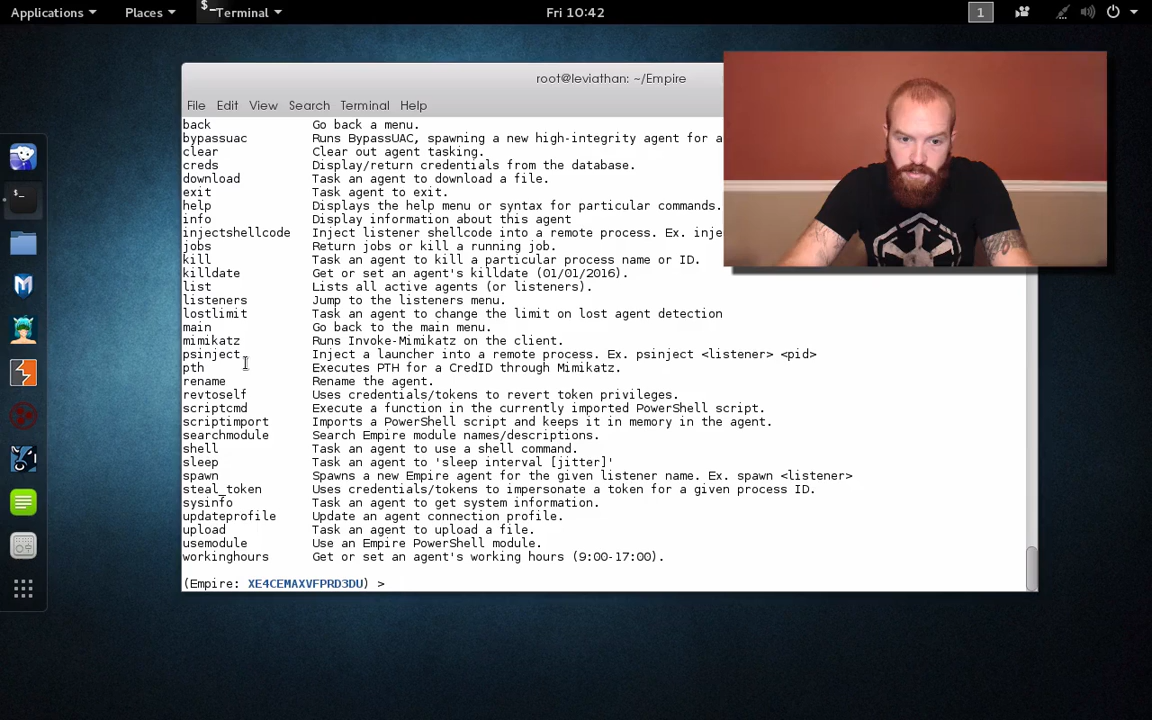 Applications Places Terminal Fri 10:42 1
root@leviathan: ~/Empire
File Edit View Search Terminal Help
back Go back a menu.
bypassuac Runs BypassUAC, spawning a new high-integrity agent for a
clear Clear out agent tasking.
creds Display/return credentials from the database.
download Task an agent to download a file.
exit Task agent to exit.
help Displays the help menu or syntax for particular commands.
info Display information about this agent
injectshellcode Inject listener shellcode into a remote process. Ex. inje
jobs Return jobs or kill a running job.
kill Task an agent to kill a particular process name or ID.
killdate Get or set an agent's killdate (01/01/2016).
list Lists all active agents (or listeners).
listeners Jump to the listeners menu.
lostlimit Task an agent to change the limit on lost agent detection
main Go back to the main menu.
mimikatz Runs Invoke-Mimikatz on the client.
psinject Inject a launcher into a remote process. Ex. psinject <listener> <pid>
pth Executes PTH for a CredID through Mimikatz.
rename Rename the agent.
revtoself Uses credentials/tokens to revert token privileges.
scriptcmd Execute a function in the currently imported PowerShell script.
scriptimport Imports a PowerShell script and keeps it in memory in the agent.
searchmodule Search Empire module names/descriptions.
shell Task an agent to use a shell command.
sleep Task an agent to 'sleep interval [jitter]'
spawn Spawns a new Empire agent for the given listener name. Ex. spawn <listener>
steal_token Uses credentials/tokens to impersonate a token for a given process ID.
sysinfo Task an agent to get system information.
updateprofile Update an agent connection profile.
upload Task an agent to upload a file.
usemodule Use an Empire PowerShell module.
workinghours Get or set an agent's working hours (9:00-17:00).
(Empire: XE4CEMAXVFPRD3DU) >